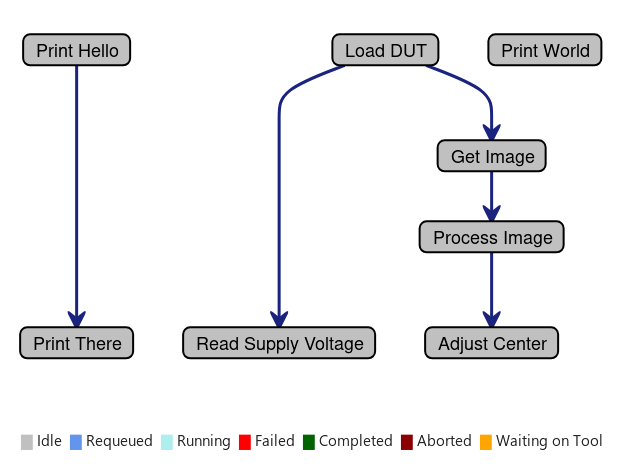 Print Hello
Load DUT
Print World
Get Image
Process Image
Print There
Read Supply Voltage
Adjust Center
Idle Requeued Running Failed Completed Aborted Waiting on Tool